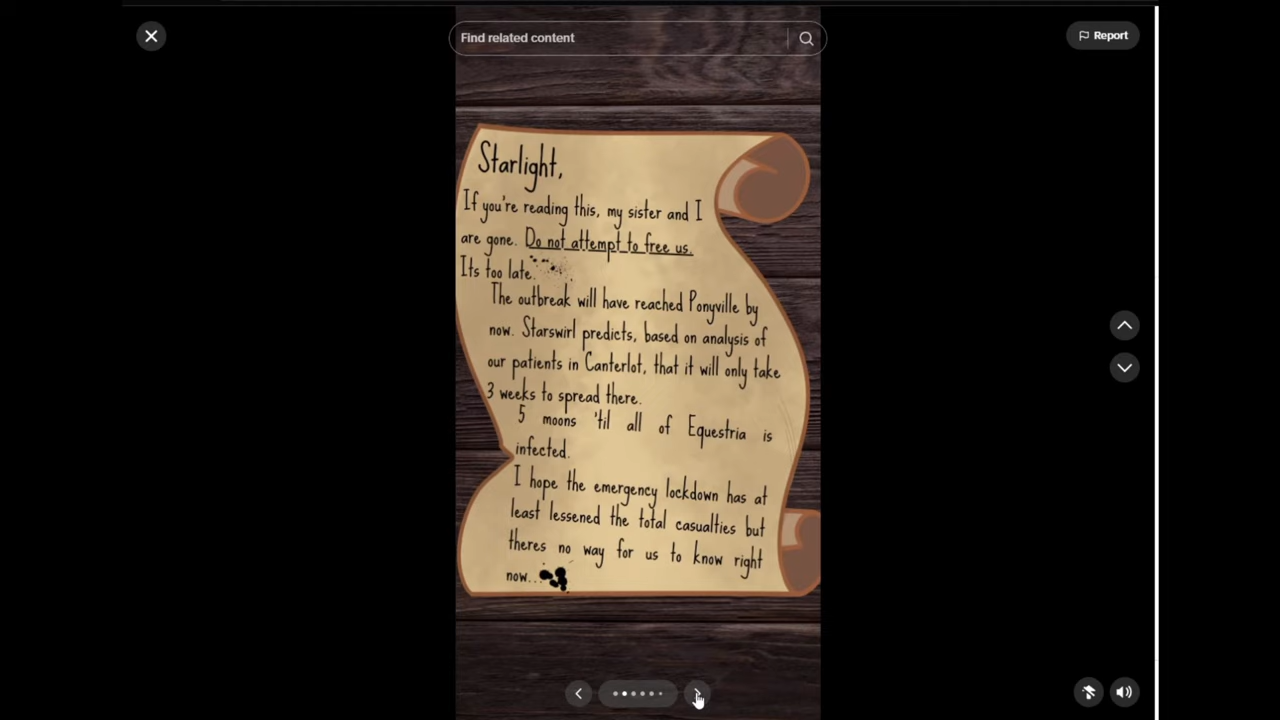 Find related content
Report
Starlight,
If you're reading this, my sister and I
are gone. Do not attempt to free us.
Its too late.
The outbreak will have reached Ponyville by
now. Starswirl predicts, based on analysis of
our patients in Canterlot, that it will only take
3 weeks to spread there.
5 moons 'til all of Equestria is
infected.
I hope the emergency lockdown has at
least lessened the total casualties but
theres no way for us to know right
now...